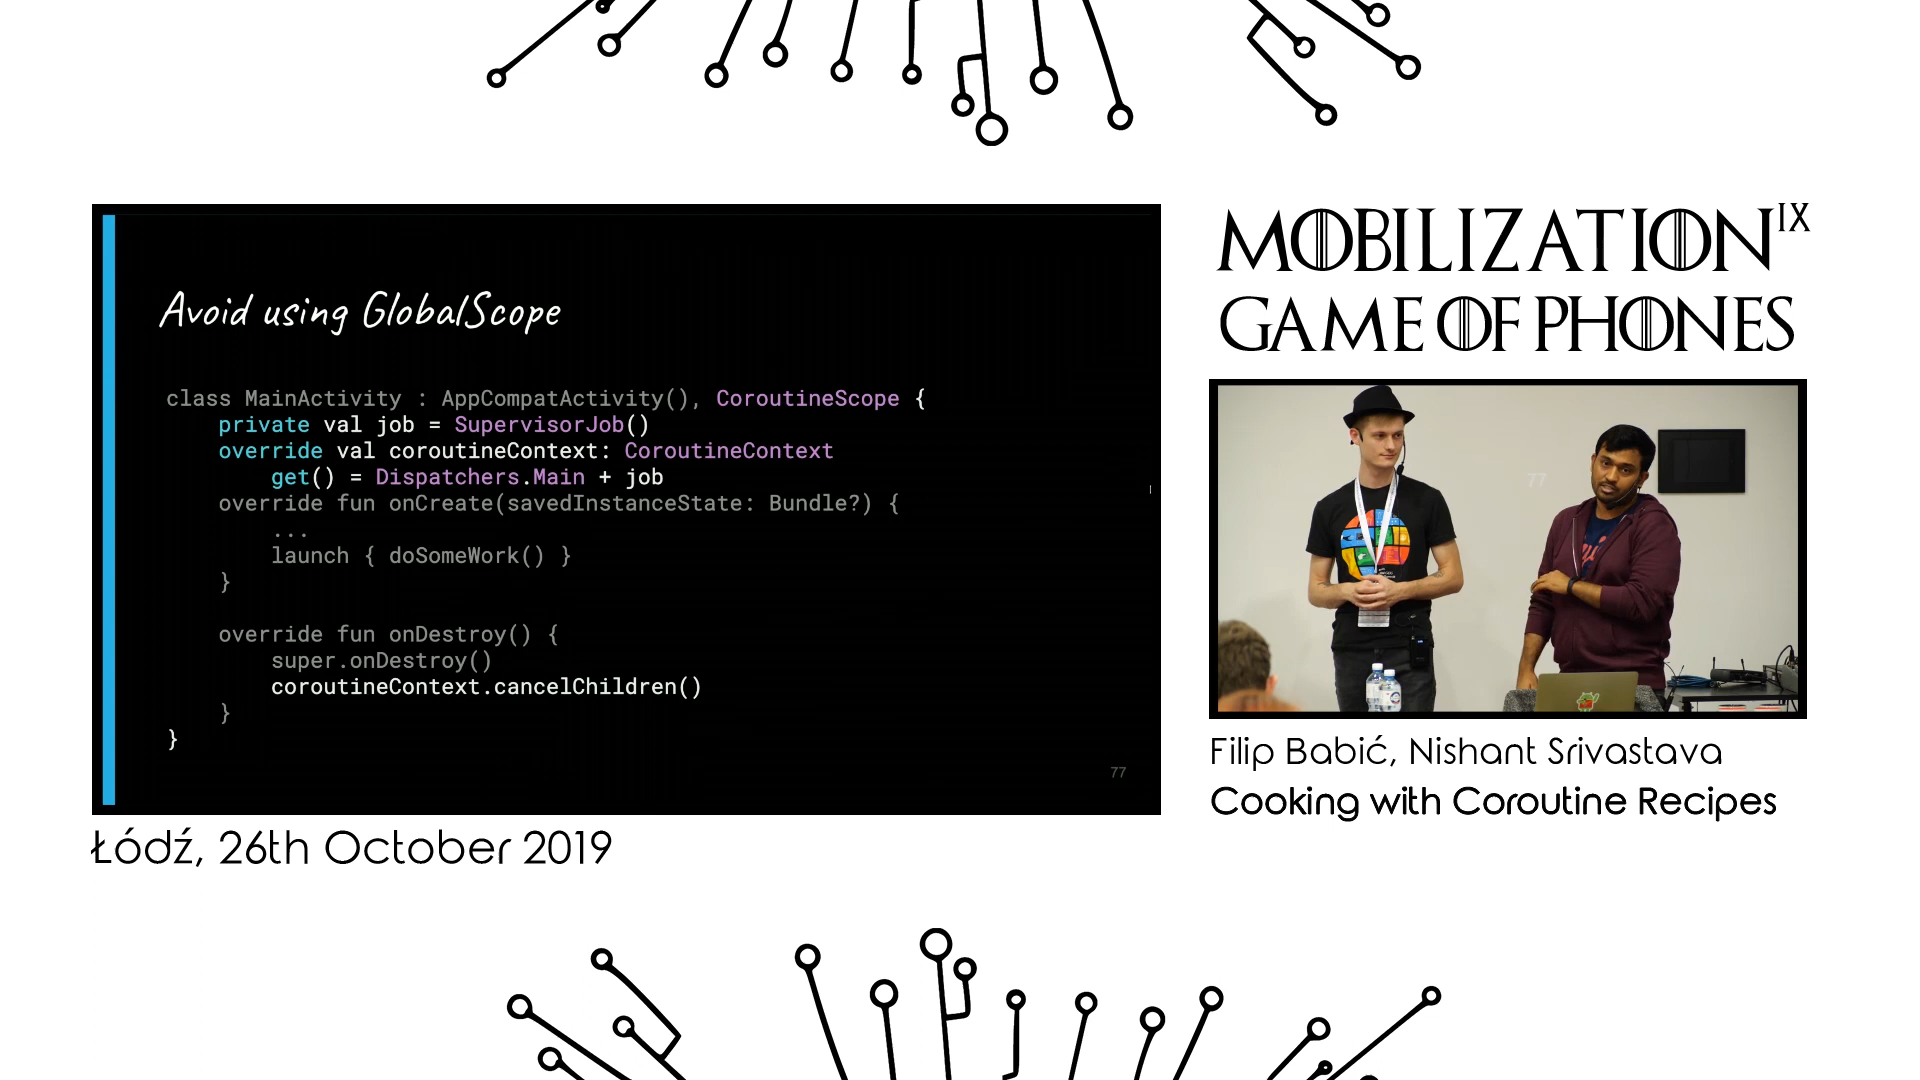 Avoid using GlobalScope
class MainActivity : AppCompatActivity(), CoroutineScope {
    private val job = SupervisorJob()
    override val coroutineContext: CoroutineContext
        get() = Dispatchers.Main + job
    override fun onCreate(savedInstanceState: Bundle?) {
        ...
        launch { doSomeWork() }
    }
    override fun onDestroy() {
        super.onDestroy()
        coroutineContext.cancelChildren()
    }
}
77
Łódź, 26th October 2019
MOBILIZATION IX
GAME OF PHONES
77
Filip Babić, Nishant Srivastava
Cooking with Coroutine Recipes